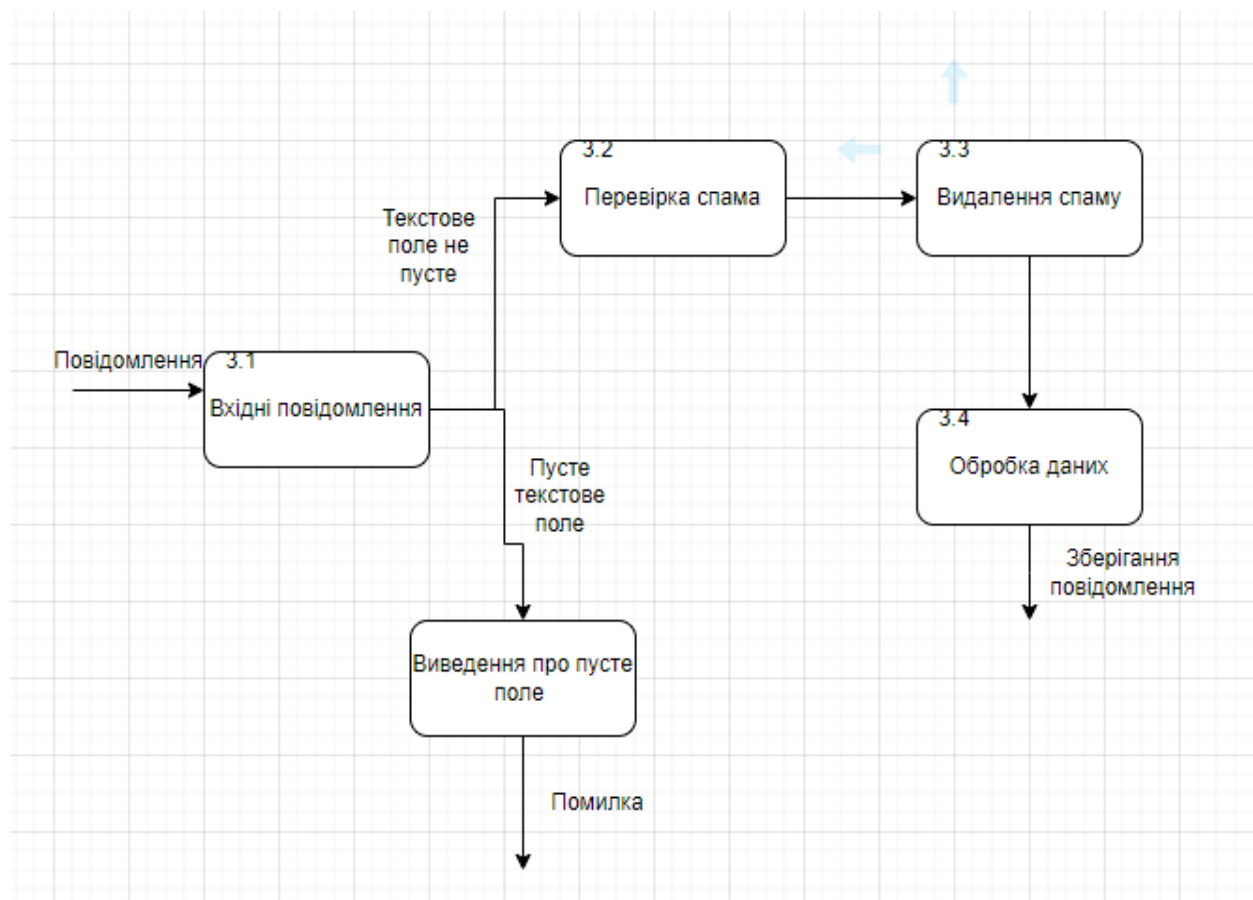 3.2
Перевірка спама
3.3
Видалення спаму
Текстове
поле не
пусте
Повідомлення
3.1
Вхідні повідомлення
3.4
Обробка даних
Пусте
текстове
поле
Зберігання
повідомлення
Виведення про пусте
поле
Помилка